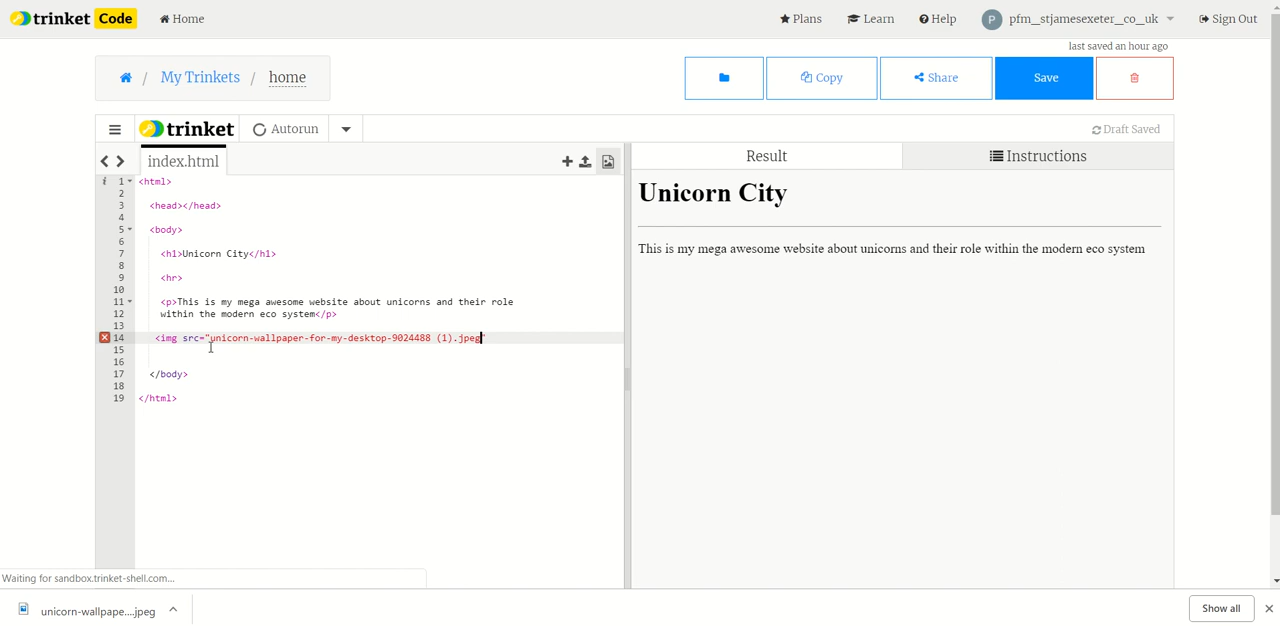 trinket Code Home Plans Learn Help P pfm_stjamesexeter_co_uk Sign Out
last saved an hour ago
/ My Trinkets / home Copy Share Save
trinket Autorun Draft Saved
index.html Result Instructions
i 1 <html>
2
3 <head></head>
4
5 <body>
6
7 <h1>Unicorn City</h1>
8
9 <hr>
10
11 <p>This is my mega awesome website about unicorns and their role
12 within the modern eco system</p>
13
14 <img src="unicorn-wallpaper-for-my-desktop-9024488 (1).jpeg"
15
16
17 </body>
18
19 </html>
Unicorn City
This is my mega awesome website about unicorns and their role within the modern eco system
Waiting for sandbox.trinket-shell.com...
unicorn-wallpape....jpeg Show all